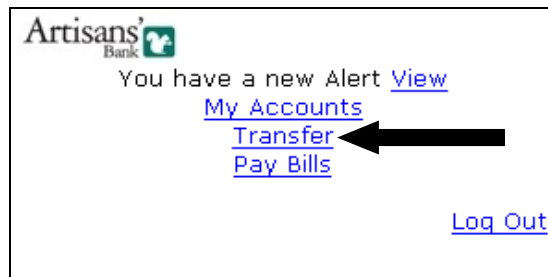 Artisans'
Bank
You have a new Alert View
My Accounts
Transfer
Pay Bills
Log Out